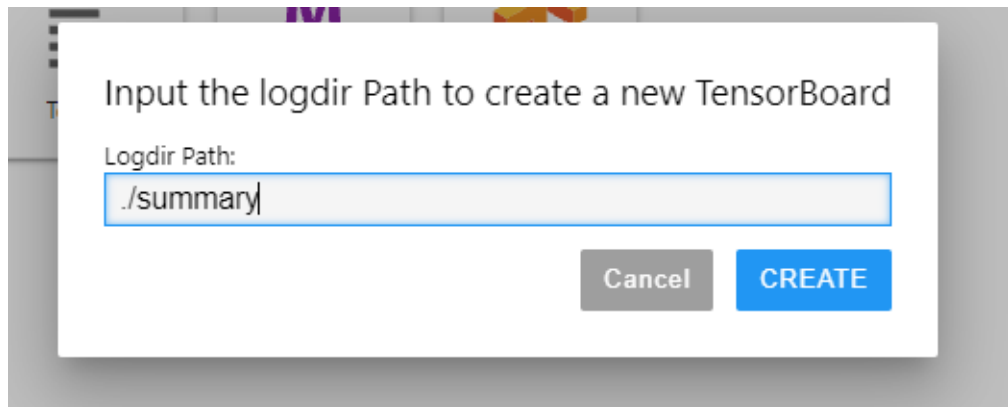 Input the logdir Path to create a new TensorBoard
Logdir Path:
./summary
Cancel
CREATE